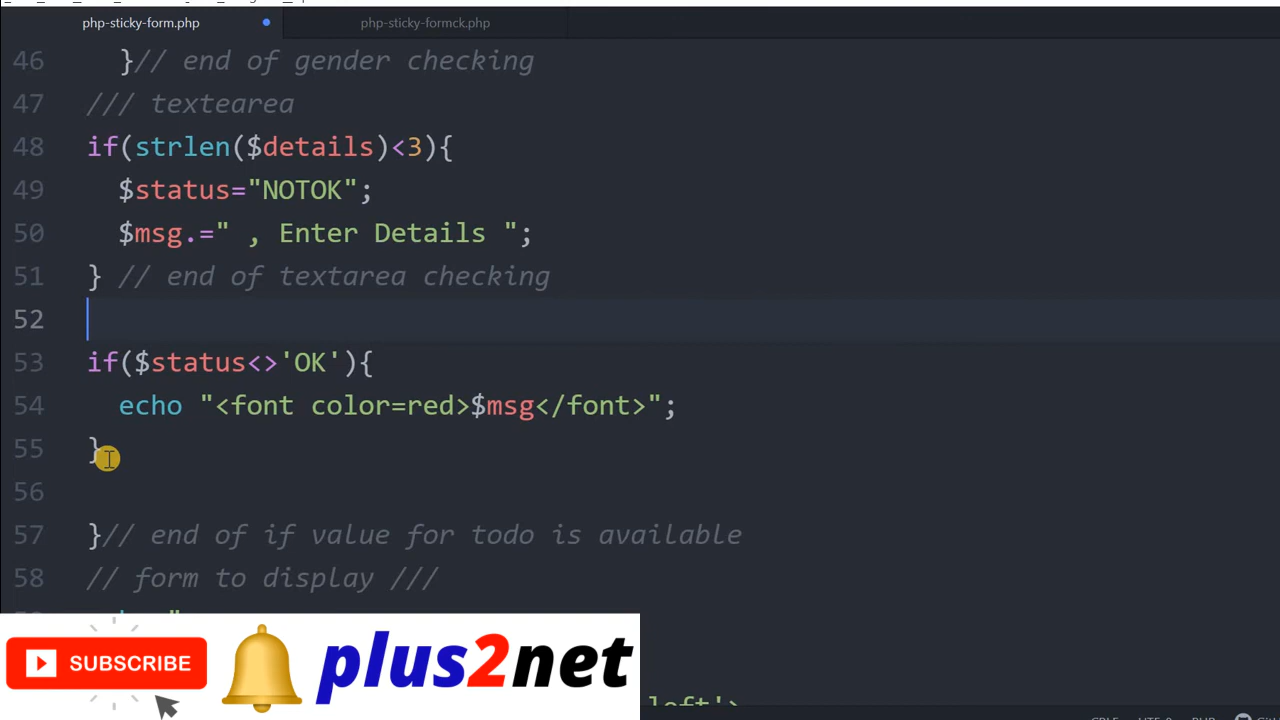 php-sticky-form.php
php-sticky-formck.php
46 }// end of gender checking
47 /// textearea
48 if(strlen($details)<3){
49 $status="NOTOK";
50 $msg.=" , Enter Details ";
51 } // end of textarea checking
52
53 if($status<>'OK'){
54 echo "<font color=red>$msg</font>";
55 }
56
57 }// end of if value for todo is available
58 // form to display ///
SUBSCRIBE
plus2net
left'>